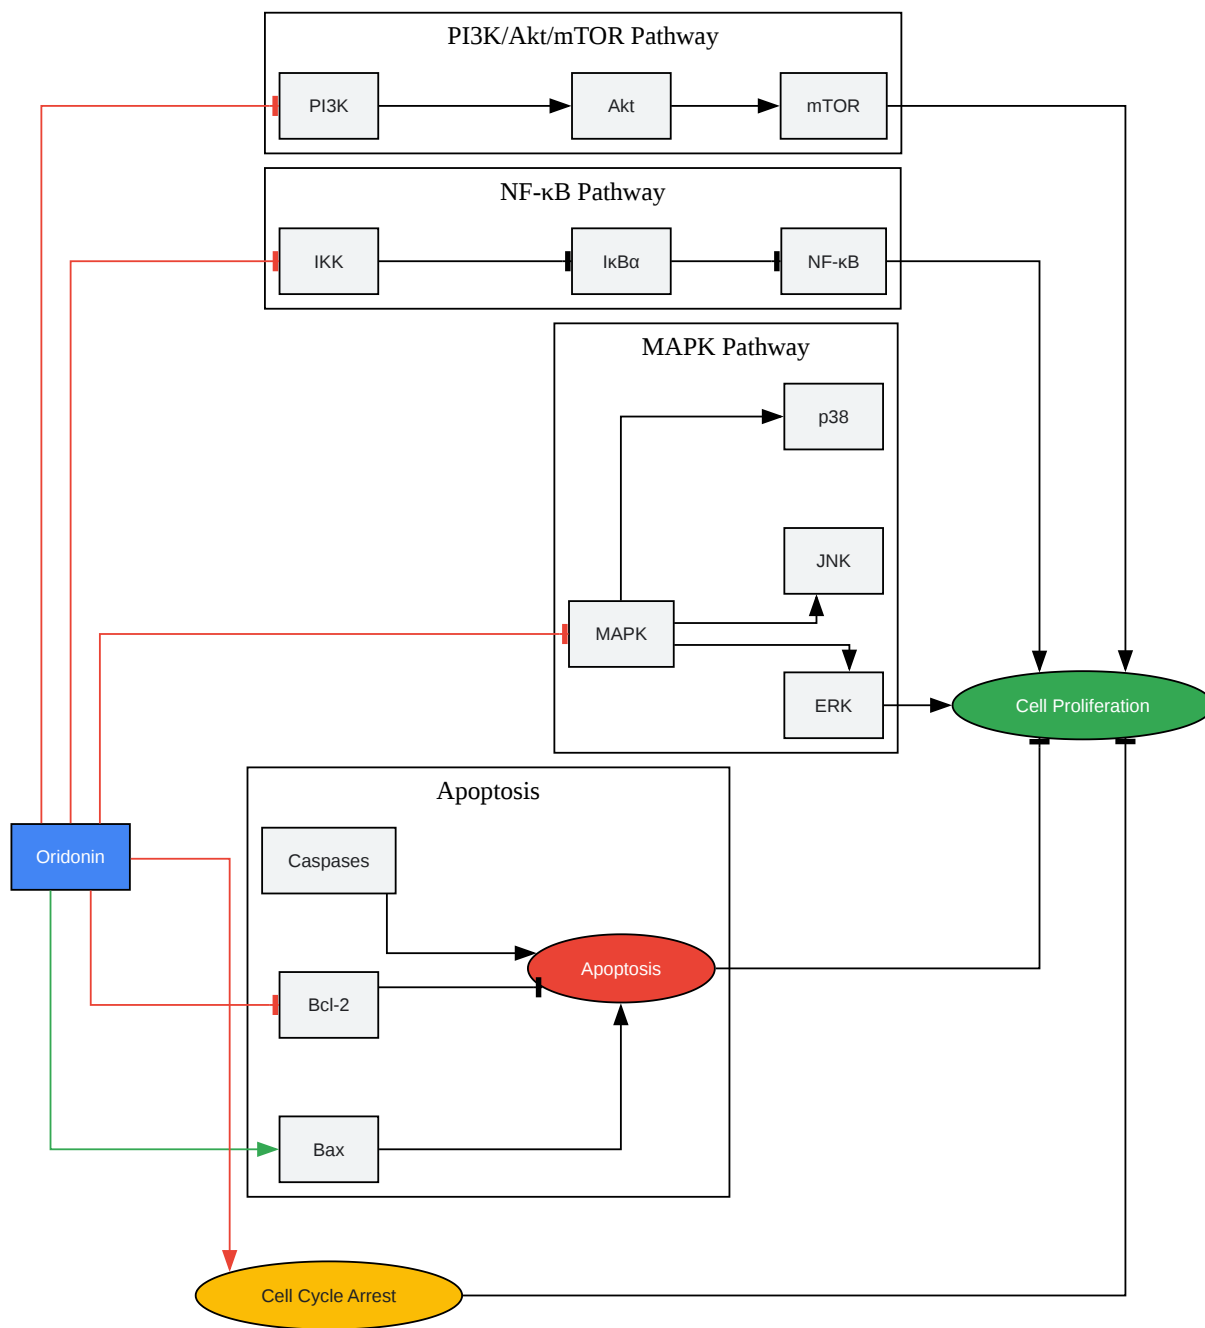 PI3K/Akt/mTOR Pathway
PI3K
Akt
mTOR
NF-κB Pathway
IKK
IκBα
NF-κB
MAPK Pathway
p38
JNK
MAPK
ERK
Cell Proliferation
Apoptosis
Oridonin
Caspases
Apoptosis
Bcl-2
Bax
Cell Cycle Arrest